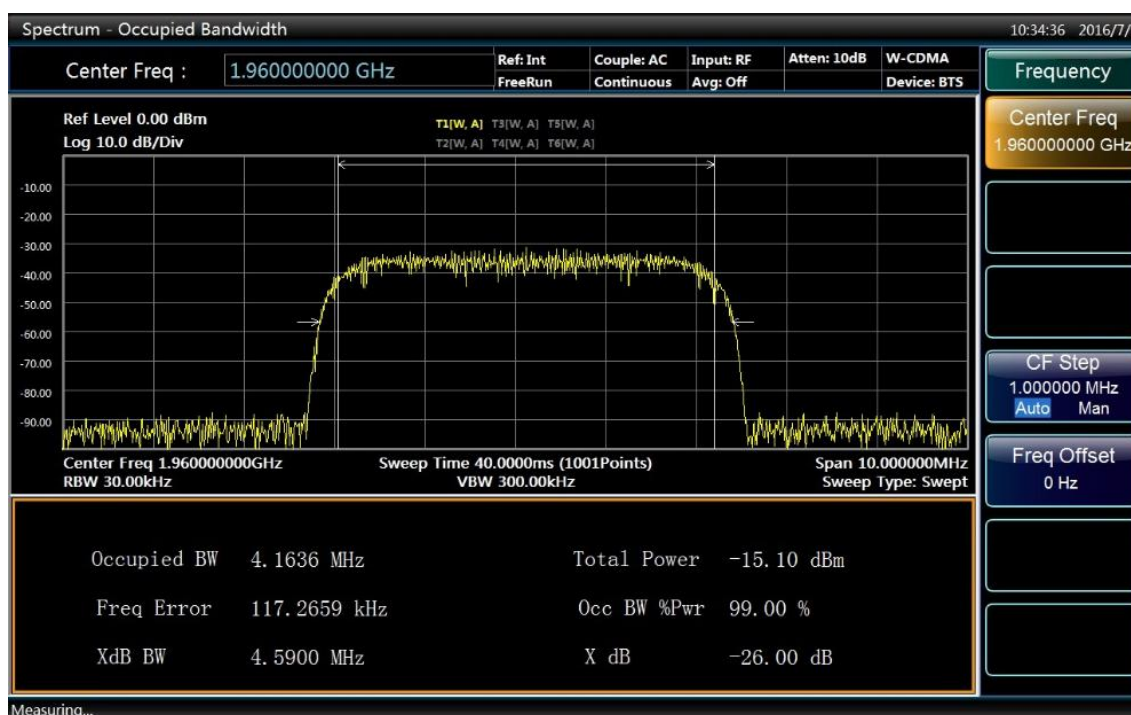 Spectrum - Occupied Bandwidth 10:34:36 2016/7/
Center Freq : 1.960000000 GHz
Ref: Int Couple: AC Input: RF Atten: 10dB W-CDMA
FreeRun Continuous Avg: Off Device: BTS
Ref Level 0.00 dBm
Log 10.0 dB/Div
T1[W, A] T3[W, A] T5[W, A]
T2[W, A] T4[W, A] T6[W, A]
-10.00
-20.00
-30.00
-40.00
-50.00
-60.00
-70.00
-80.00
-90.00
Center Freq 1.960000000GHz Sweep Time 40.0000ms (1001Points) Span 10.000000MHz
RBW 30.00kHz VBW 300.00kHz Sweep Type: Swept
Occupied BW 4.1636 MHz Total Power -15.10 dBm
Freq Error 117.2659 kHz Occ BW %Pwr 99.00 %
XdB BW 4.5900 MHz X dB -26.00 dB
Measuring...
Frequency
Center Freq
1.960000000 GHz
CF Step
1.000000 MHz
Auto Man
Freq Offset
0 Hz